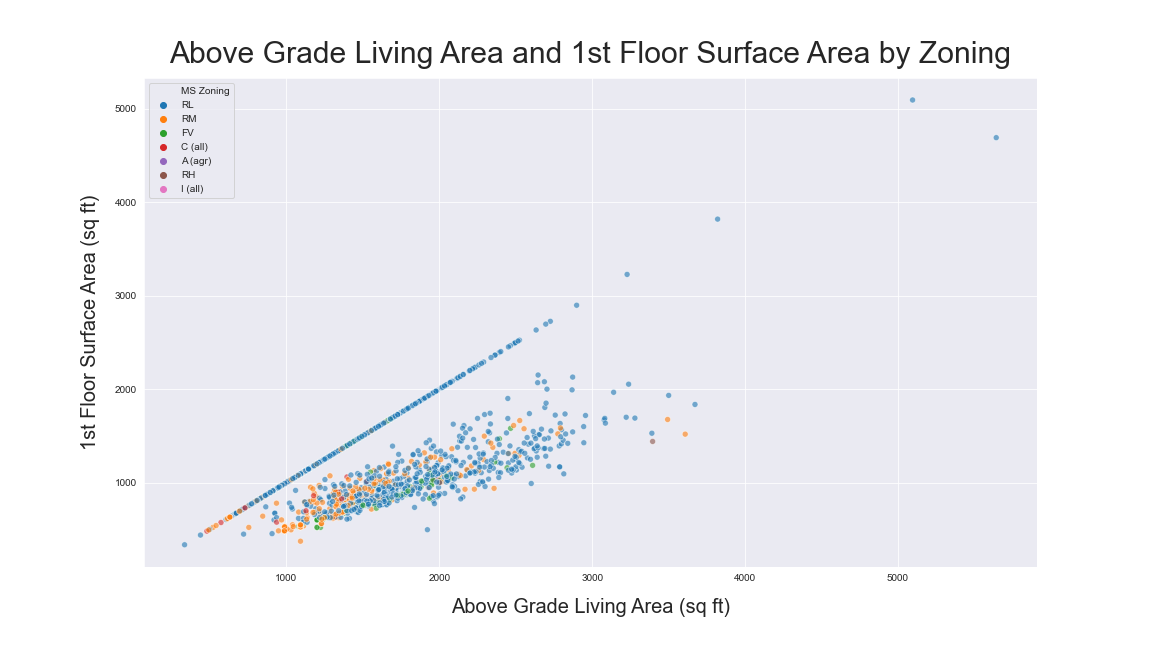 Above Grade Living Area and 1st Floor Surface Area by Zoning
MS Zoning
RL
RM
FV
C (all)
A (agr)
RH
I (all)
5000
4000
3000
2000
1000
1st Floor Surface Area (sq ft)
1000
2000
3000
4000
5000
Above Grade Living Area (sq ft)